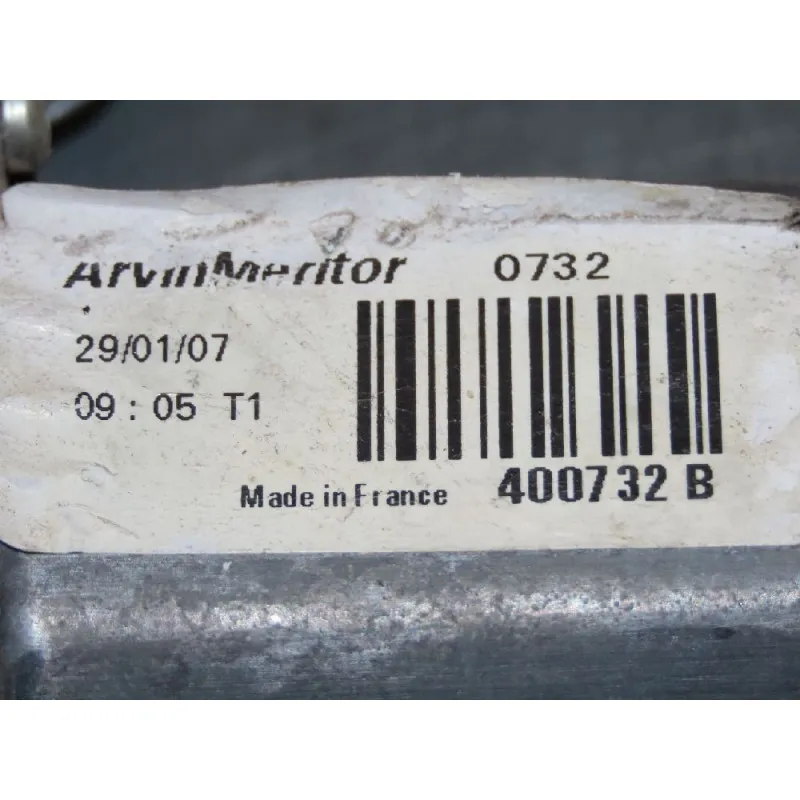 ArvinMeritor 0732
29/01/07
09 : 05 T1
Made in France 400732 B